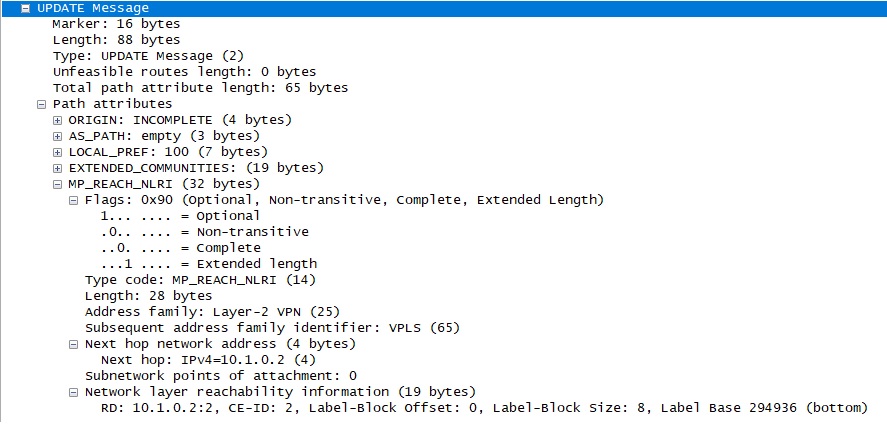 UPDATE Message
Marker: 16 bytes
Length: 88 bytes
Type: UPDATE Message (2)
Unfeasible routes length: 0 bytes
Total path attribute length: 65 bytes
Path attributes
ORIGIN: INCOMPLETE (4 bytes)
AS_PATH: empty (3 bytes)
LOCAL_PREF: 100 (7 bytes)
EXTENDED_COMMUNITIES: (19 bytes)
MP_REACH_NLRI (32 bytes)
Flags: 0x90 (Optional, Non-transitive, Complete, Extended Length)
1... .... = Optional
.0.. .... = Non-transitive
..0. .... = Complete
...1 .... = Extended length
Type code: MP_REACH_NLRI (14)
Length: 28 bytes
Address family: Layer-2 VPN (25)
Subsequent address family identifier: VPLS (65)
Next hop network address (4 bytes)
Next hop: IPv4=10.1.0.2 (4)
Subnetwork points of attachment: 0
Network layer reachability information (19 bytes)
RD: 10.1.0.2:2, CE-ID: 2, Label-Block Offset: 0, Label-Block Size: 8, Label Base 294936 (bottom)